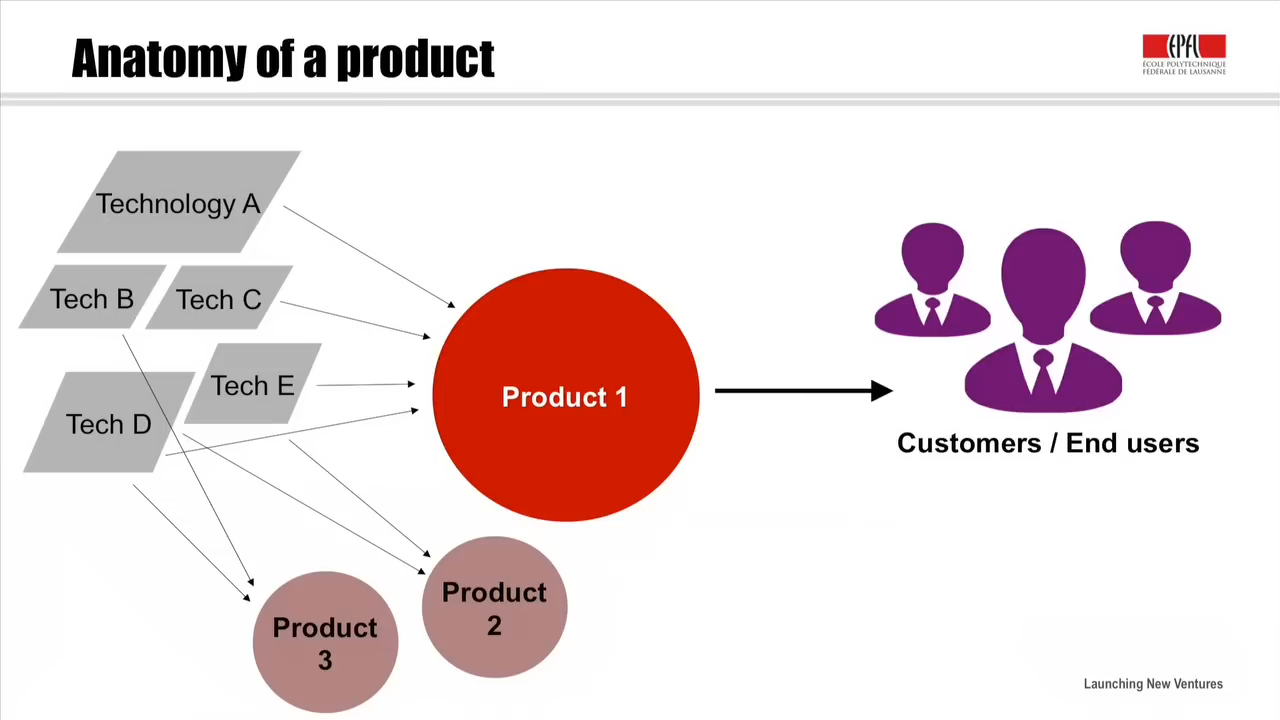 Anatomy of a product
EPFL
ÉCOLE POLYTECHNIQUE
FÉDÉRALE DE LAUSANNE
Technology A
Tech B
Tech C
Tech E
Tech D
Product 1
Customers / End users
Product
2
Product
3
Launching New Ventures